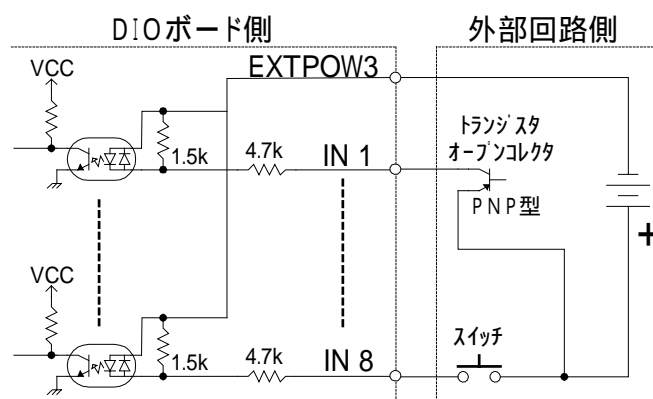 DIOボード側
外部回路側
VCC
EXTPOW3
1.5k
4.7k
IN 1
トランジスタ
オープンコレクタ
PNP型
+
VCC
1.5k
4.7k
IN 8
スイッチ